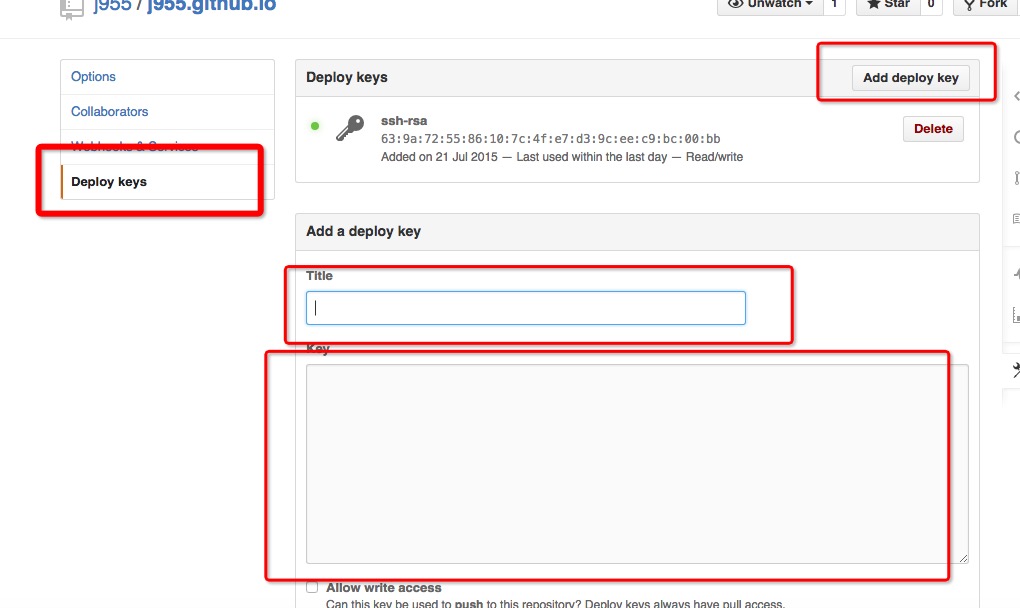 j955 / j955.github.io
Unwatch 1 Star 0 Fork
Options
Collaborators
Webhooks & Services
Deploy keys
Deploy keys
Add deploy key
ssh-rsa
63:9a:72:55:86:10:7c:4f:e7:d3:9c:ee:c9:bc:00:bb
Added on 21 Jul 2015 — Last used within the last day — Read/write
Delete
Add a deploy key
Title
Key
Allow write access
Can this key be used to push to this repository? Deploy keys always have pull access.